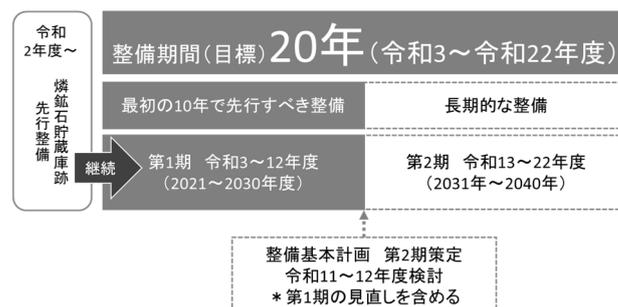 令和
2年度～
燐鉱石貯蔵庫跡
先行整備
継続
整備期間（目標）20年（令和3～令和22年度）
最初の10年で先行すべき整備
長期的な整備
第1期　令和3～12年度
（2021～2030年度）
第2期　令和13～22年度
（2031年～2040年）
整備基本計画　第2期策定
令和11～12年度検討
＊第1期の見直しを含める